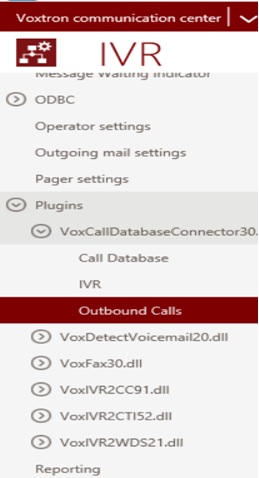 Voxtron communication center
IVR
Message Waiting Indicator
ODBC
Operator settings
Outgoing mail settings
Pager settings
Plugins
VoxCallDatabaseConnector30.
Call Database
IVR
Outbound Calls
VoxDetectVoicemail20.dll
VoxFax30.dll
VoxIVR2CC91.dll
VoxIVR2CTI52.dll
VoxIVR2WDS21.dll
Reporting